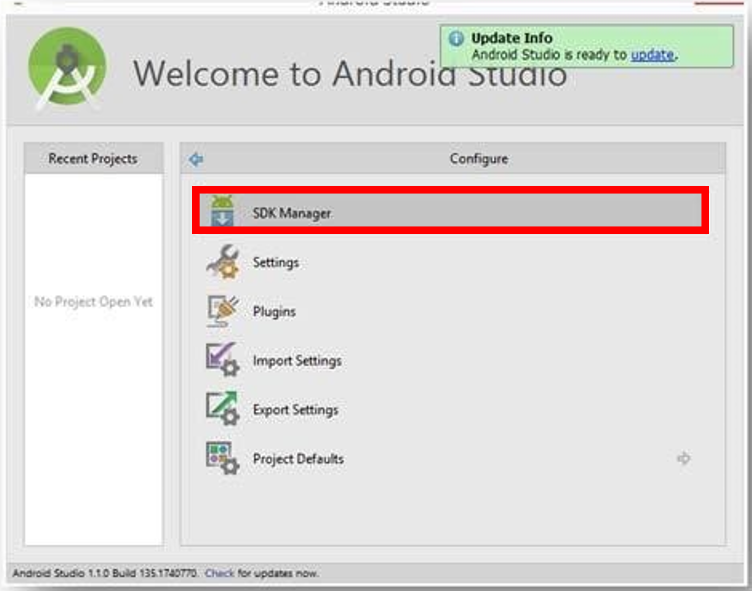 Android Studio
Update Info
Android Studio is ready to update.
Welcome to Android Studio
Recent Projects
Configure
SDK Manager
Settings
No Project Open Yet
Plugins
Import Settings
Export Settings
Project Defaults
Android Studio 1.1.0 Build 135.1740770. Check for updates now.